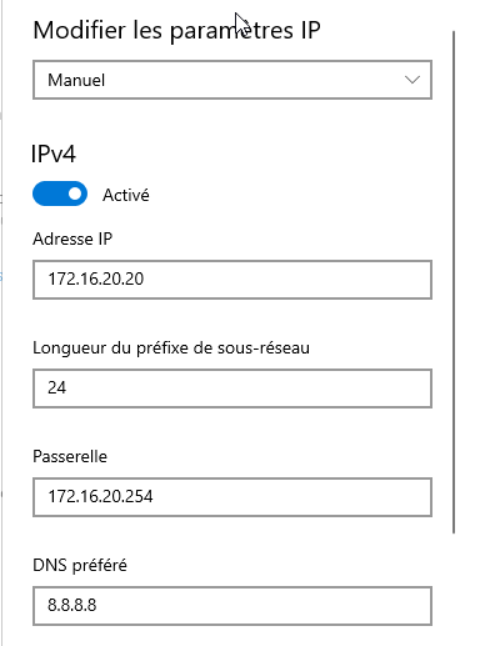 Modifier les paramètres IP
Manuel
IPv4
Activé
Adresse IP
172.16.20.20
Longueur du préfixe de sous-réseau
24
Passerelle
172.16.20.254
DNS préféré
8.8.8.8